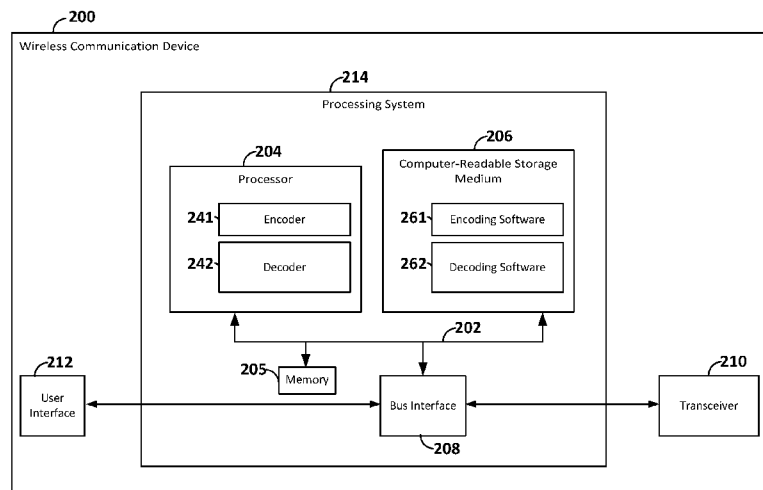 200
Wireless Communication Device
214
Processing System
204
Processor
241
Encoder
242
Decoder
206
Computer-Readable Storage
Medium
261
Encoding Software
262
Decoding Software
202
212
User
Interface
205
Memory
Bus Interface
208
210
Transceiver